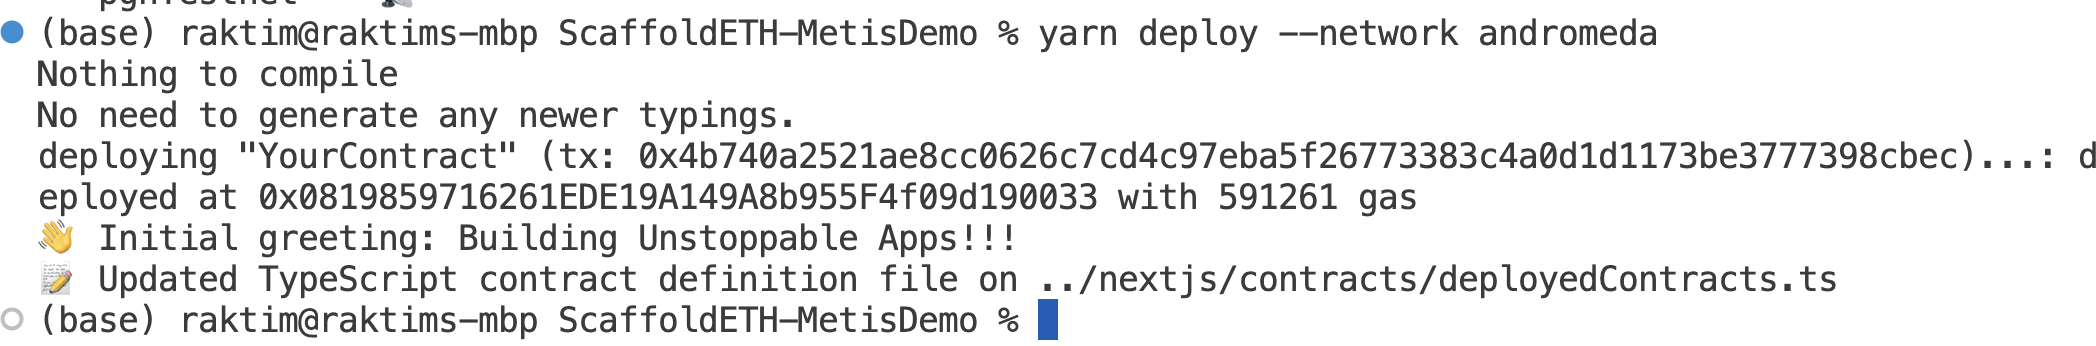 (base) raktim@raktims-mbp ScaffoldETH-MetisDemo % yarn deploy --network andromeda
Nothing to compile
No need to generate any newer typings.
deploying "YourContract" (tx: 0x4b740a2521ae8cc0626c7cd4c97eba5f26773383c4a0d1d1173be3777398cbec)...: d
eployed at 0x0819859716261EDE19A149A8b955F4f09d190033 with 591261 gas
👋 Initial greeting: Building Unstoppable Apps!!!
📝 Updated TypeScript contract definition file on ../nextjs/contracts/deployedContracts.ts
(base) raktim@raktims-mbp ScaffoldETH-MetisDemo %